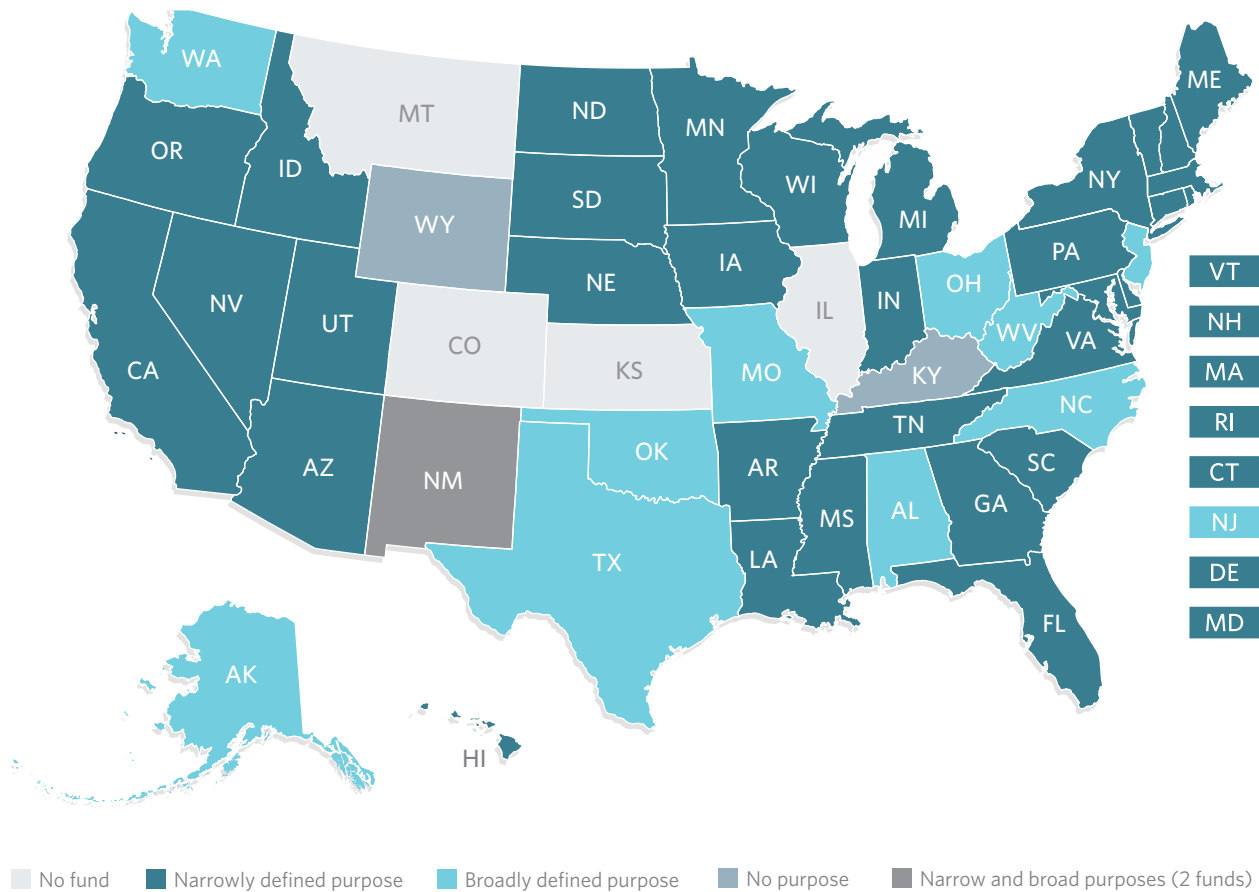 WA
ME
MT
ND
MN
OR
ID
NY
WI
SD
MI
WY
PA
IA
VT
NE
OH
IN
NV
IL
NH
UT
WV
CO
VA
KS
MO
CA
KY
MA
NC
TN
RI
OK
SC
AZ
AR
CT
NM
GA
AL
MS
NJ
LA
TX
DE
FL
MD
AK
HI
No fund
Narrowly defined purpose
Broadly defined purpose
No purpose
Narrow and broad purposes (2 funds)